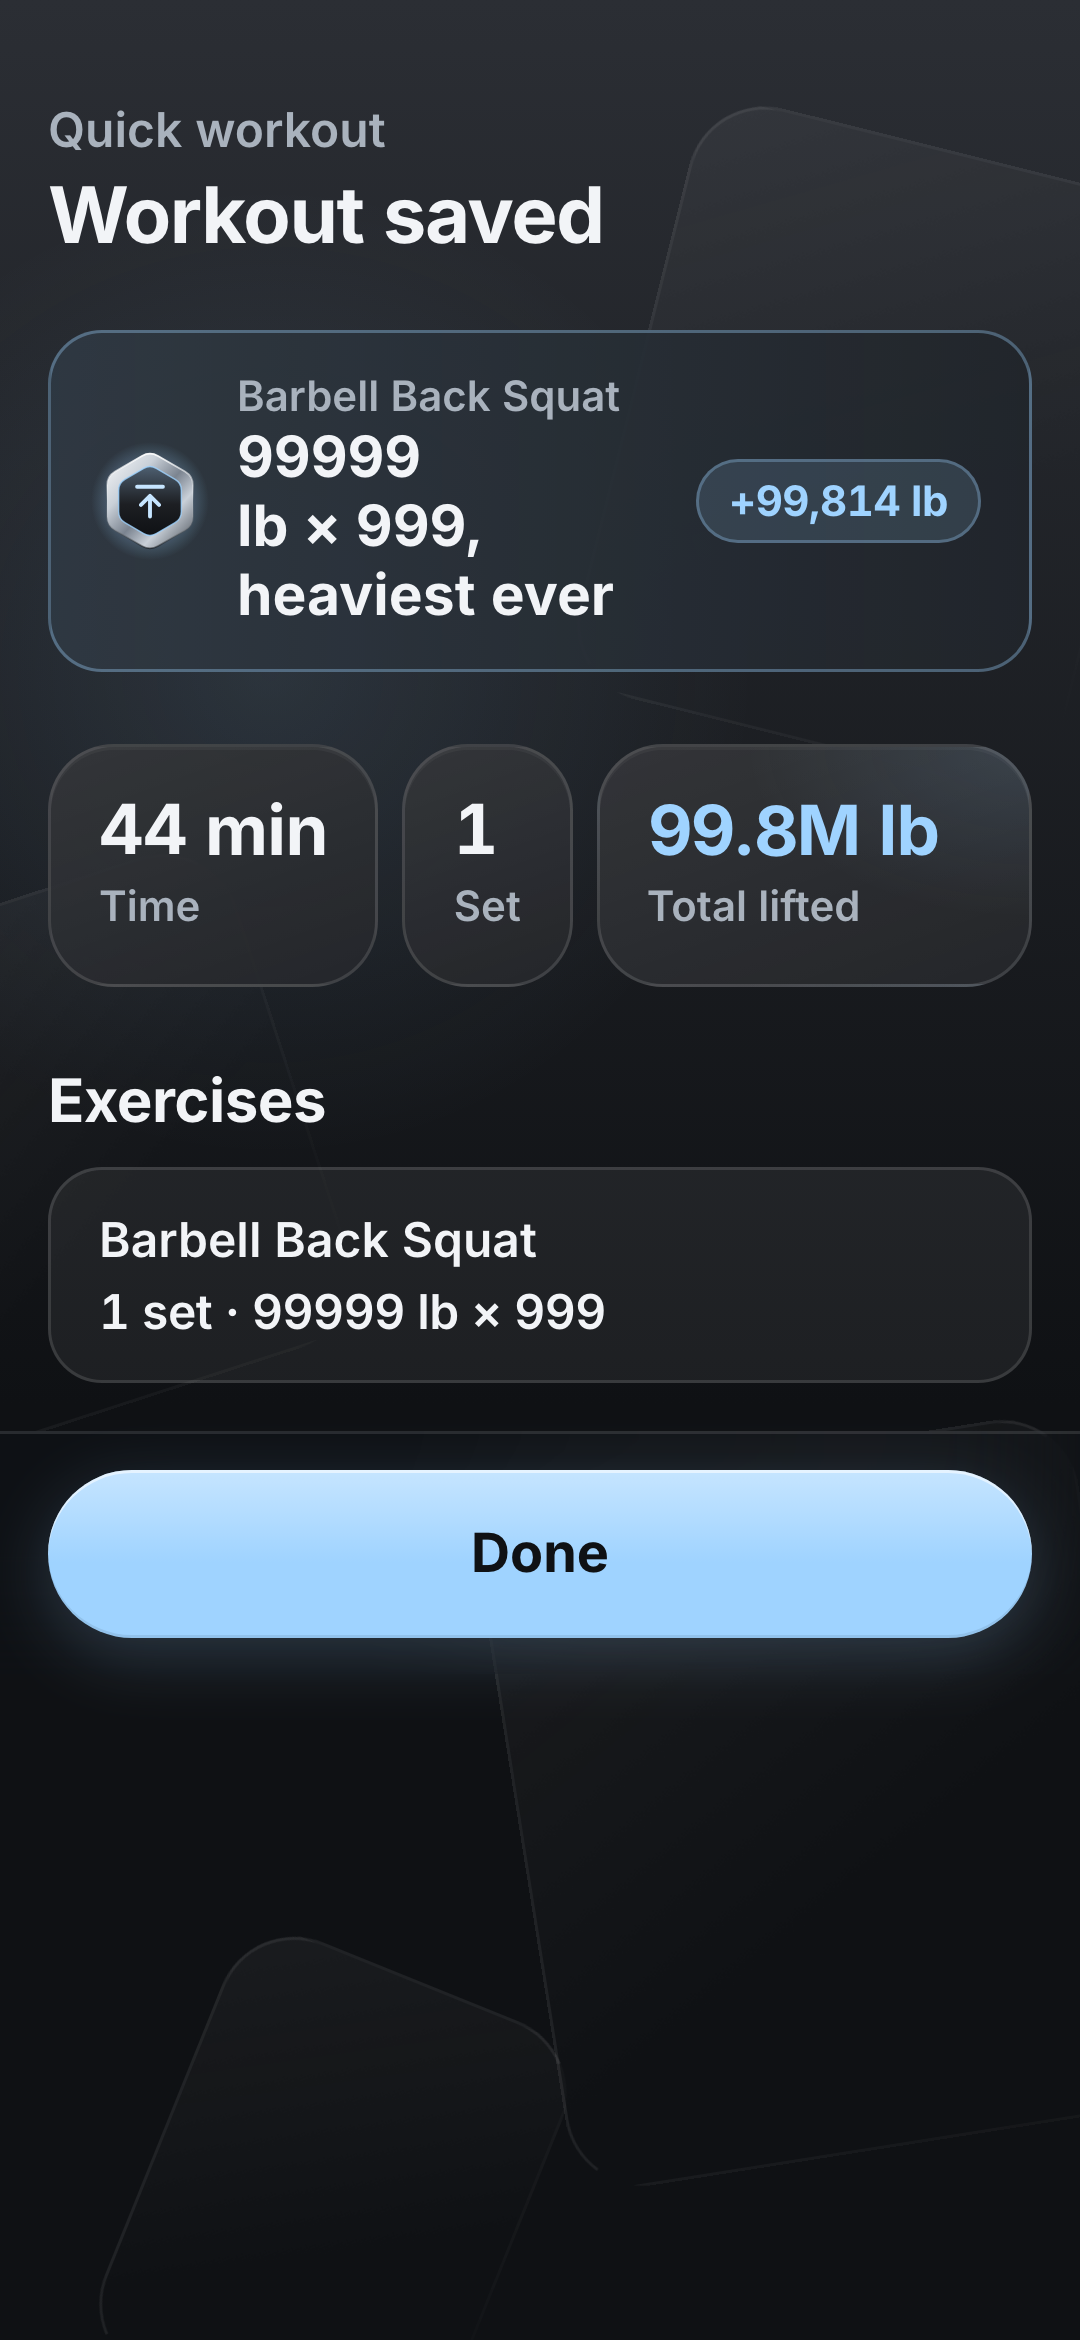 Quick workout
Workout saved
Barbell Back Squat
99999
lb × 999,
heaviest ever
+99,814 lb
44 min
Time
1
Set
99.8M lb
Total lifted
Exercises
Barbell Back Squat
1 set · 99999 lb × 999
Done